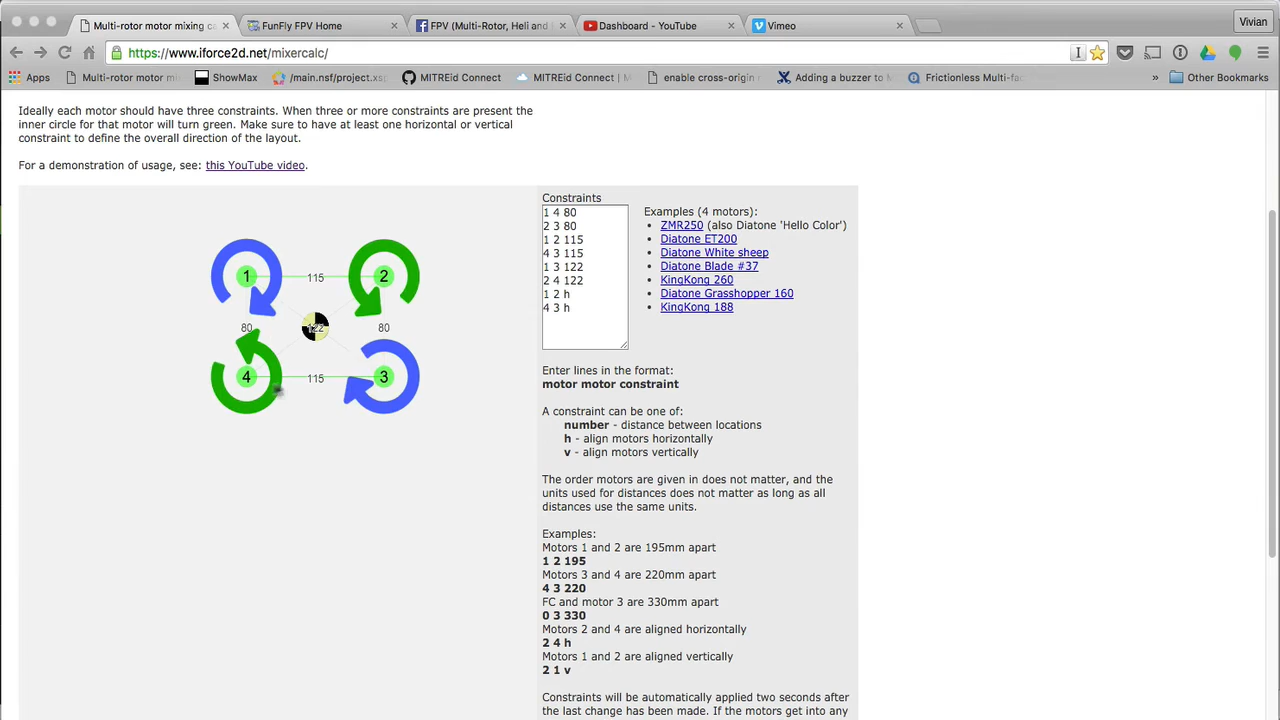 Multi-rotor motor mixing ca
FunFly FPV Home
FPV (Multi-Rotor, Heli and
Dashboard - YouTube
Vimeo
Vivian
https://www.iforce2d.net/mixercalc/
Apps
Multi-rotor motor mi
ShowMax
/main.nsf/project.xsp
MITREid Connect
MITREid Connect | M
enable cross-origin
Adding a buzzer to M
Frictionless Multi-fac
»
Other Bookmarks
Ideally each motor should have three constraints. When three or more constraints are present the
inner circle for that motor will turn green. Make sure to have at least one horizontal or vertical
constraint to define the overall direction of the layout.
For a demonstration of usage, see: this YouTube video.
1
115
2
80
122
80
4
115
3
Constraints
1 4 80
2 3 80
1 2 115
4 3 115
1 3 122
2 4 122
1 2 h
4 3 h
Examples (4 motors):
ZMR250 (also Diatone 'Hello Color')
Diatone ET200
Diatone White sheep
Diatone Blade #37
KingKong 260
Diatone Grasshopper 160
KingKong 188
Enter lines in the format:
motor motor constraint
A constraint can be one of:
number - distance between locations
h - align motors horizontally
v - align motors vertically
The order motors are given in does not matter, and the
units used for distances does not matter as long as all
distances use the same units.
Examples:
Motors 1 and 2 are 195mm apart
1 2 195
Motors 3 and 4 are 220mm apart
4 3 220
FC and motor 3 are 330mm apart
0 3 330
Motors 2 and 4 are aligned horizontally
2 4 h
Motors 1 and 2 are aligned vertically
2 1 v
Constraints will be automatically applied two seconds after
the last change has been made. If the motors get into any